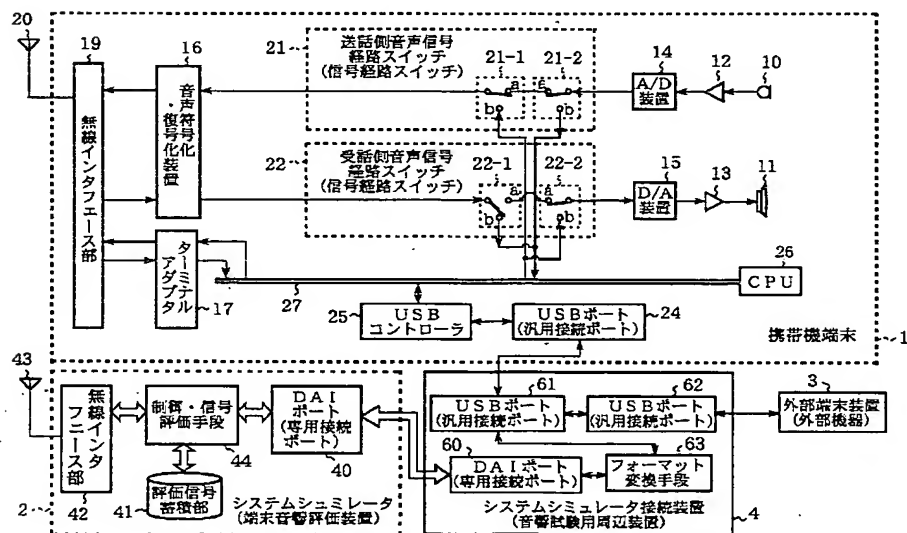 20
19
16
21
送話側音声信号
経路スイッチ
(信号経路スイッチ)
21-1
21-2
a
a
b
b
14
A/D
装置
12
10
無線インタフェース部
音声符号化
・復号化装置
22
受話側音声信号
経路スイッチ
(信号経路スイッチ)
22-1
22-2
a
a
b
b
15
D/A
装置
13
11
ターミナル
アダプタ
17
27
26
CPU
25
USB
コントローラ
USBポート
(汎用接続ポート)
24
携帯機端末
1
43
無線インタ
フェース部
42
制御・信号
評価手段
44
DAI
ポート
(専用接続
ポート)
40
評価信号
蓄積部
41
2
システムシュミレータ
(端末音響評価装置)
61
USBポート
(汎用接続ポート)
62
USBポート
(汎用接続ポート)
3
外部端末装置
(外部機器)
60
DAIポート
(専用接続ポート)
63
フォーマット
変換手段
システムシミュレータ接続装置
(音響試験用周辺装置)
4